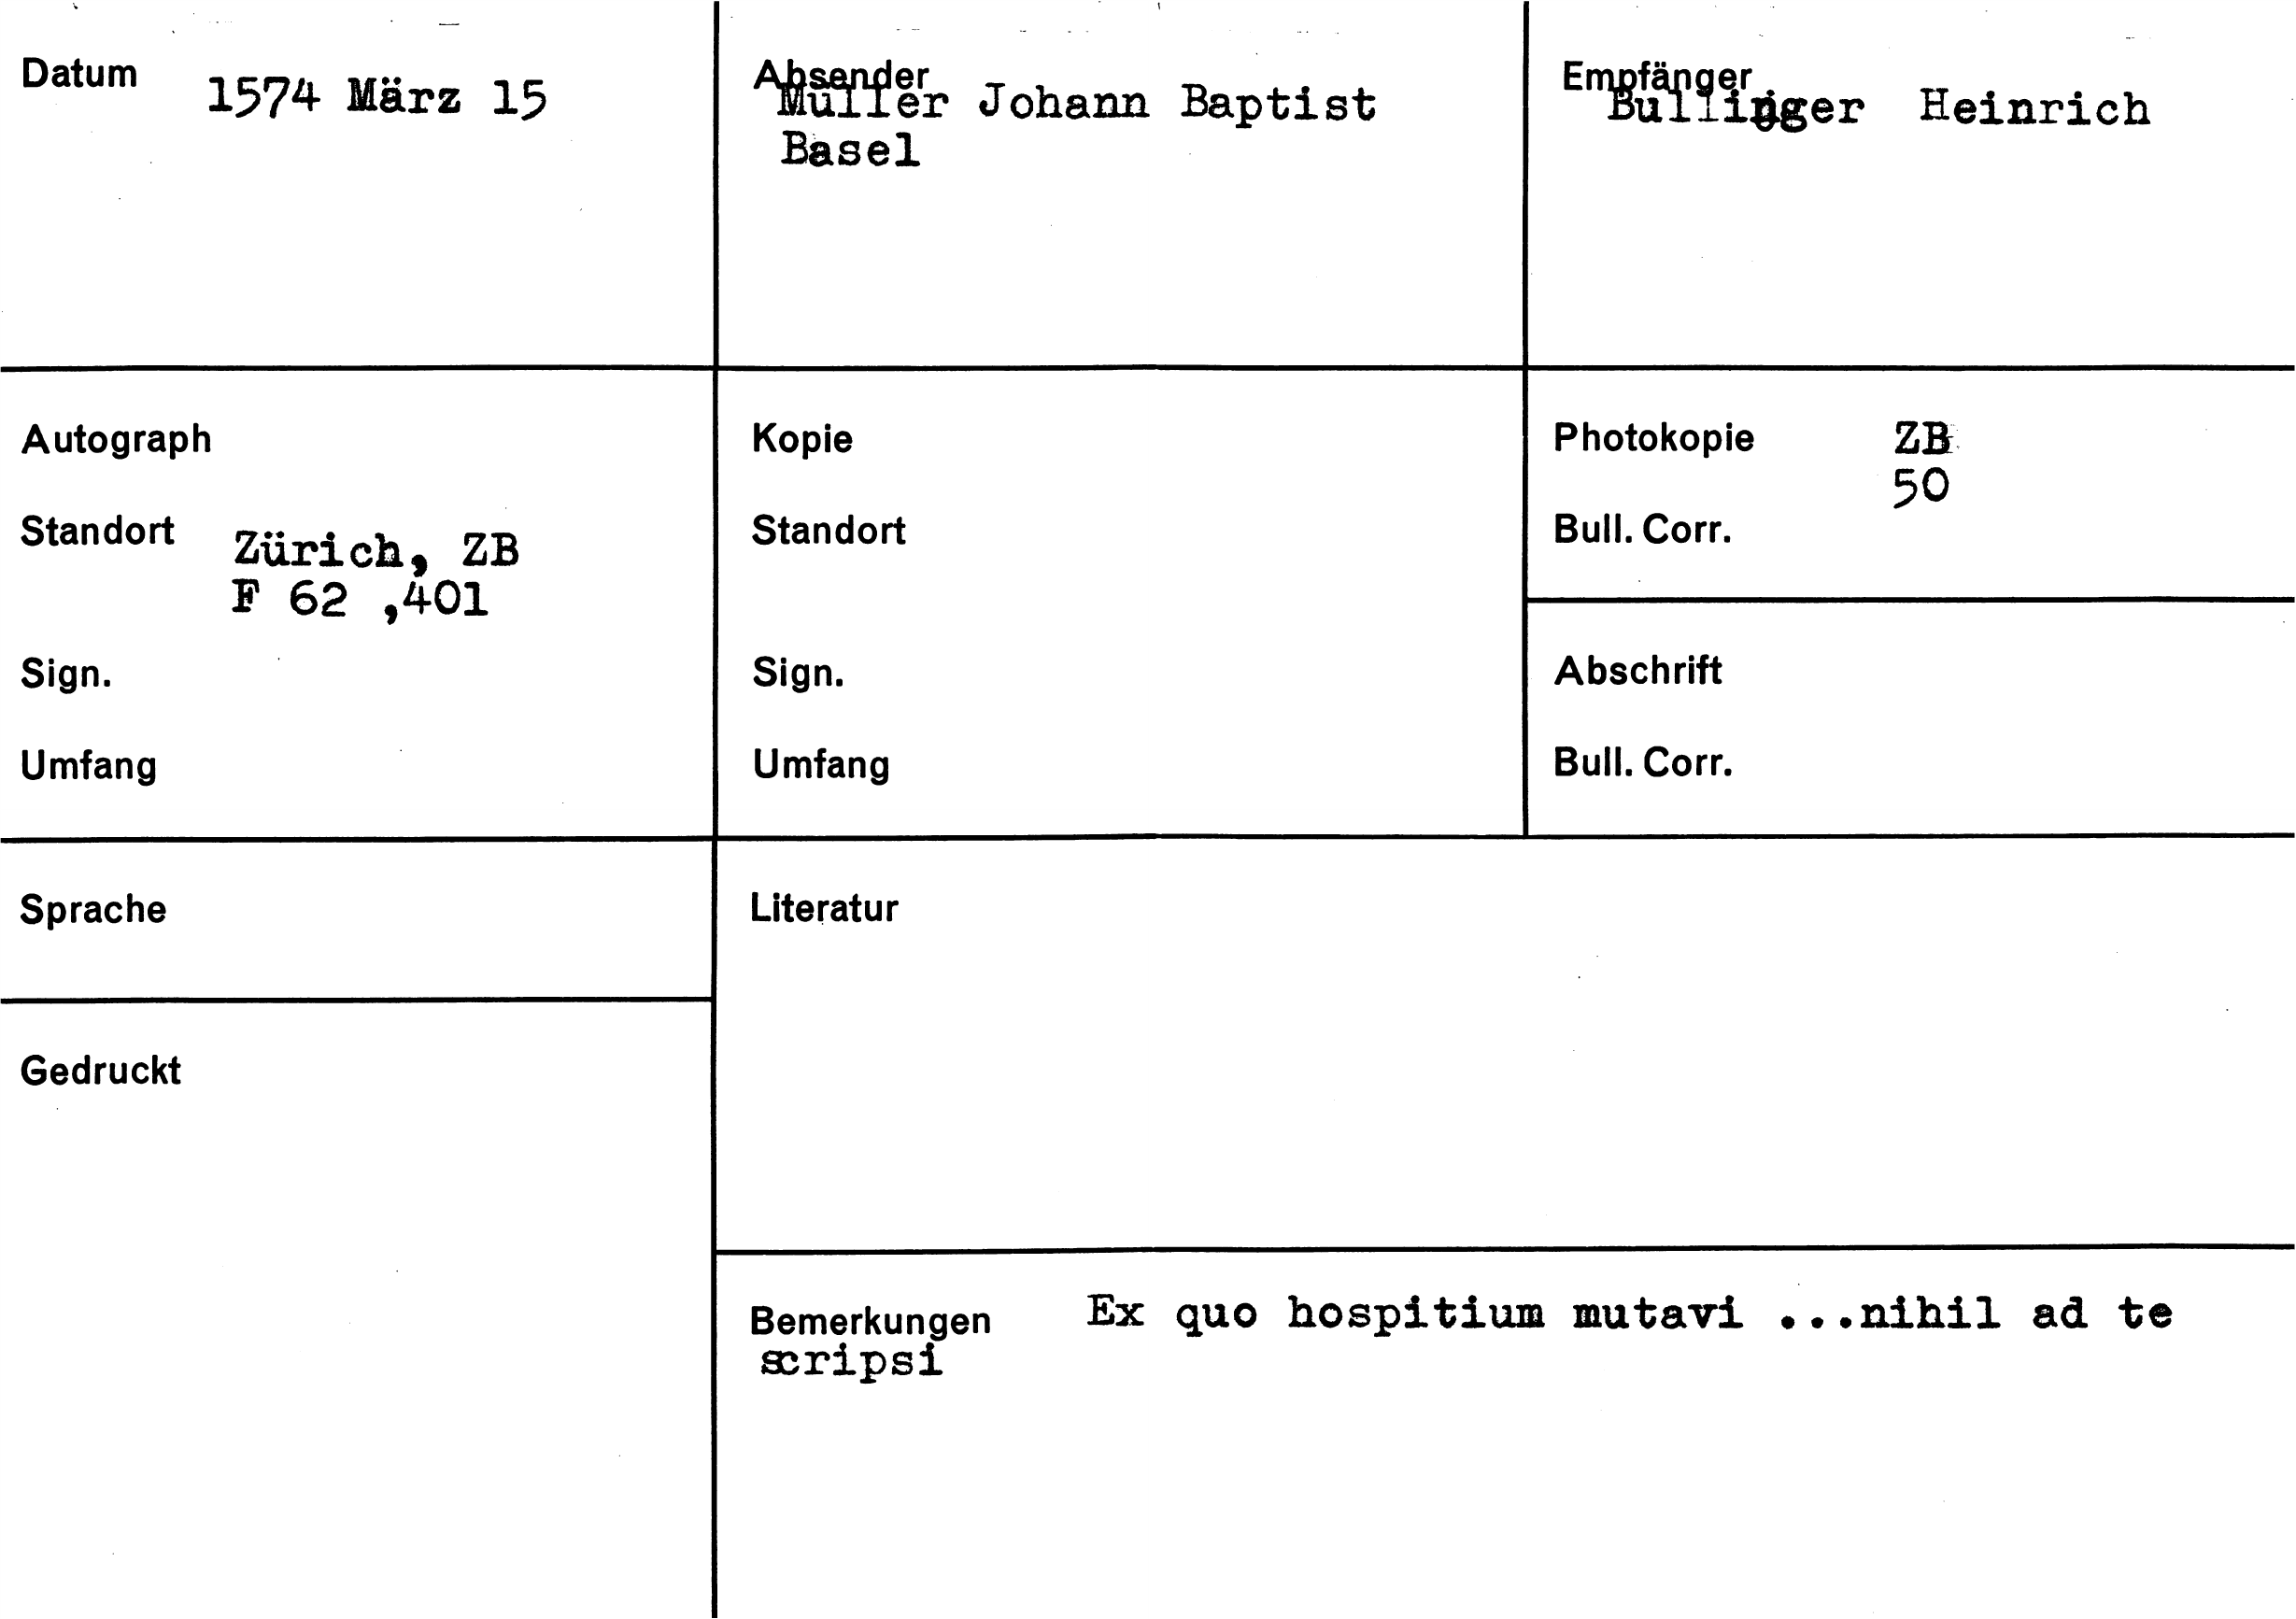 Datum 1574 März 15
Absender Müller Johann Baptist
Basel
Empfänger Bullinger Heinrich
Autograph
Standort Zürich, ZB
F 62 ,401
Sign.
Umfang
Kopie
Standort
Sign.
Umfang
Photokopie ZB
50
Bull. Corr.
Abschrift
Bull. Corr.
Sprache
Literatur
Gedruckt
Bemerkungen Ex quo hospitium mutavi ...nihil ad te
scripsi